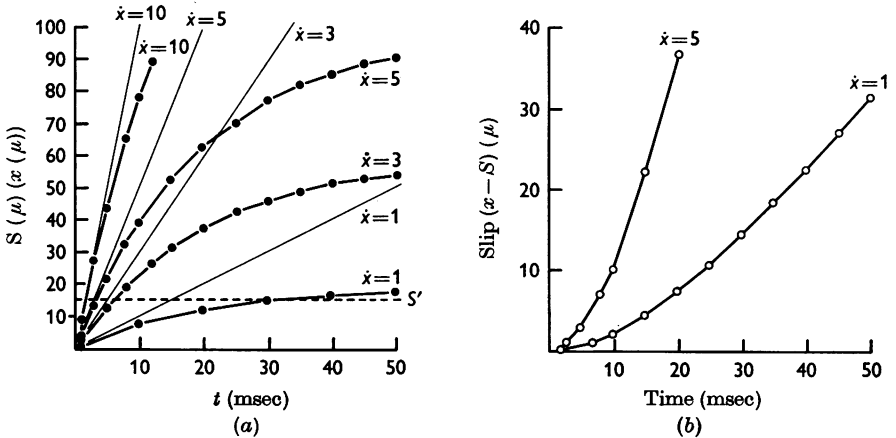 100
90
80
70
60
50
40
30
20
10
S (μ) (x (μ))
ẋ=10
ẋ=5
ẋ=10
ẋ=3
ẋ=5
ẋ=3
ẋ=1
ẋ=1
S′
10 20 30 40 50
t (msec)
(a)
40
30
20
10
0
Slip (x−S) (μ)
ẋ=5
ẋ=1
10 20 30 40 50
Time (msec)
(b)